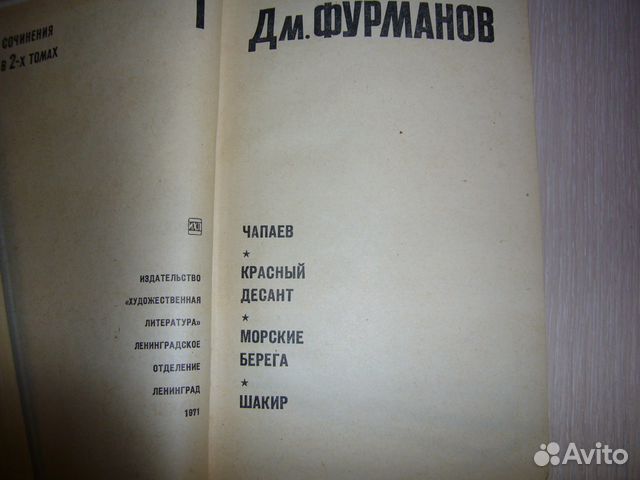 СОЧИНЕНИЯ
в 2-х томах
1
Дм. ФУРМАНОВ
ИЗДАТЕЛЬСТВО
«ХУДОЖЕСТВЕННАЯ
ЛИТЕРАТУРА»
ЛЕНИНГРАДСКОЕ
ОТДЕЛЕНИЕ
ЛЕНИНГРАД
1971
ЧАПАЕВ
★
КРАСНЫЙ
ДЕСАНТ
★
МОРСКИЕ
БЕРЕГА
★
ШАКИР
Avito